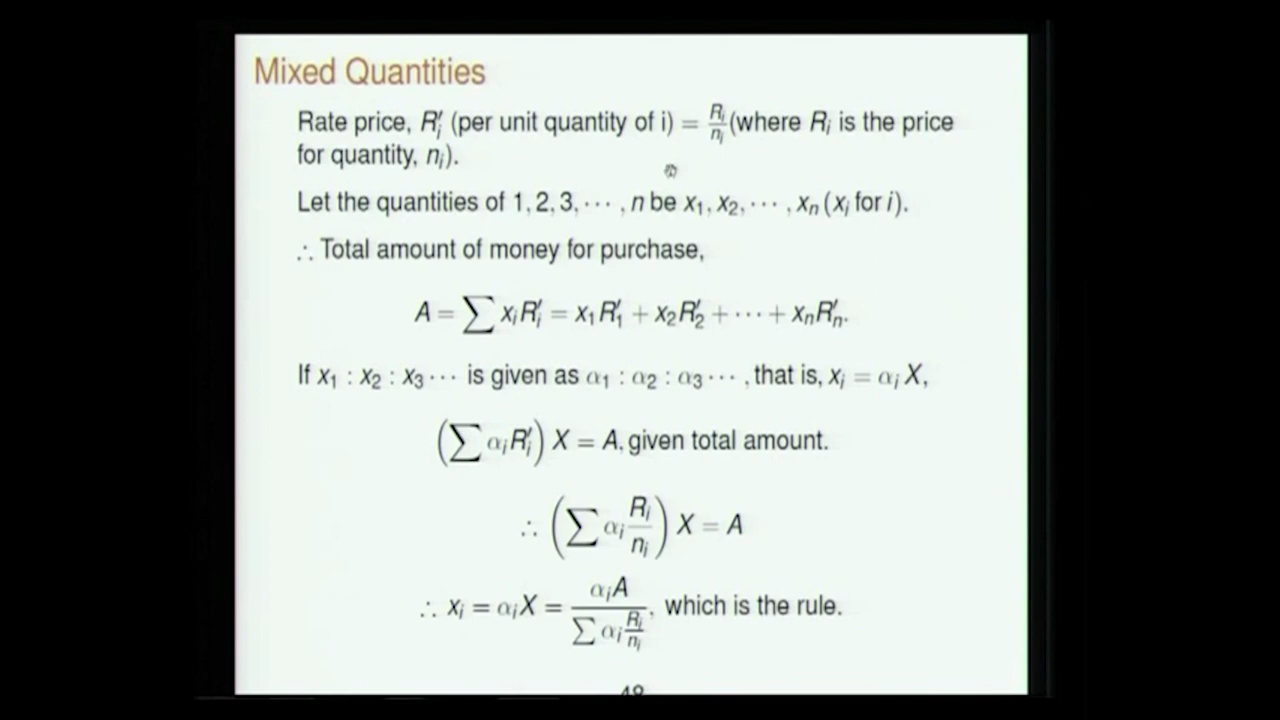 Mixed Quantities
Rate price, R′ᵢ (per unit quantity of i) = Rᵢ/nᵢ (where Rᵢ is the price
for quantity, nᵢ).
Let the quantities of 1, 2, 3, ⋯ , n be x₁, x₂, ⋯ , xₙ (xᵢ for i).
∴ Total amount of money for purchase,
A = ∑ xᵢR′ᵢ = x₁R′₁ + x₂R′₂ + ⋯ + xₙR′ₙ.
If x₁ : x₂ : x₃ ⋯ is given as α₁ : α₂ : α₃ ⋯ , that is, xᵢ = αᵢ X,
(∑ αᵢR′ᵢ) X = A, given total amount.
∴ (∑ αᵢ Rᵢ/nᵢ) X = A
∴ xᵢ = αᵢX = αᵢA / ∑ αᵢ Rᵢ/nᵢ , which is the rule.